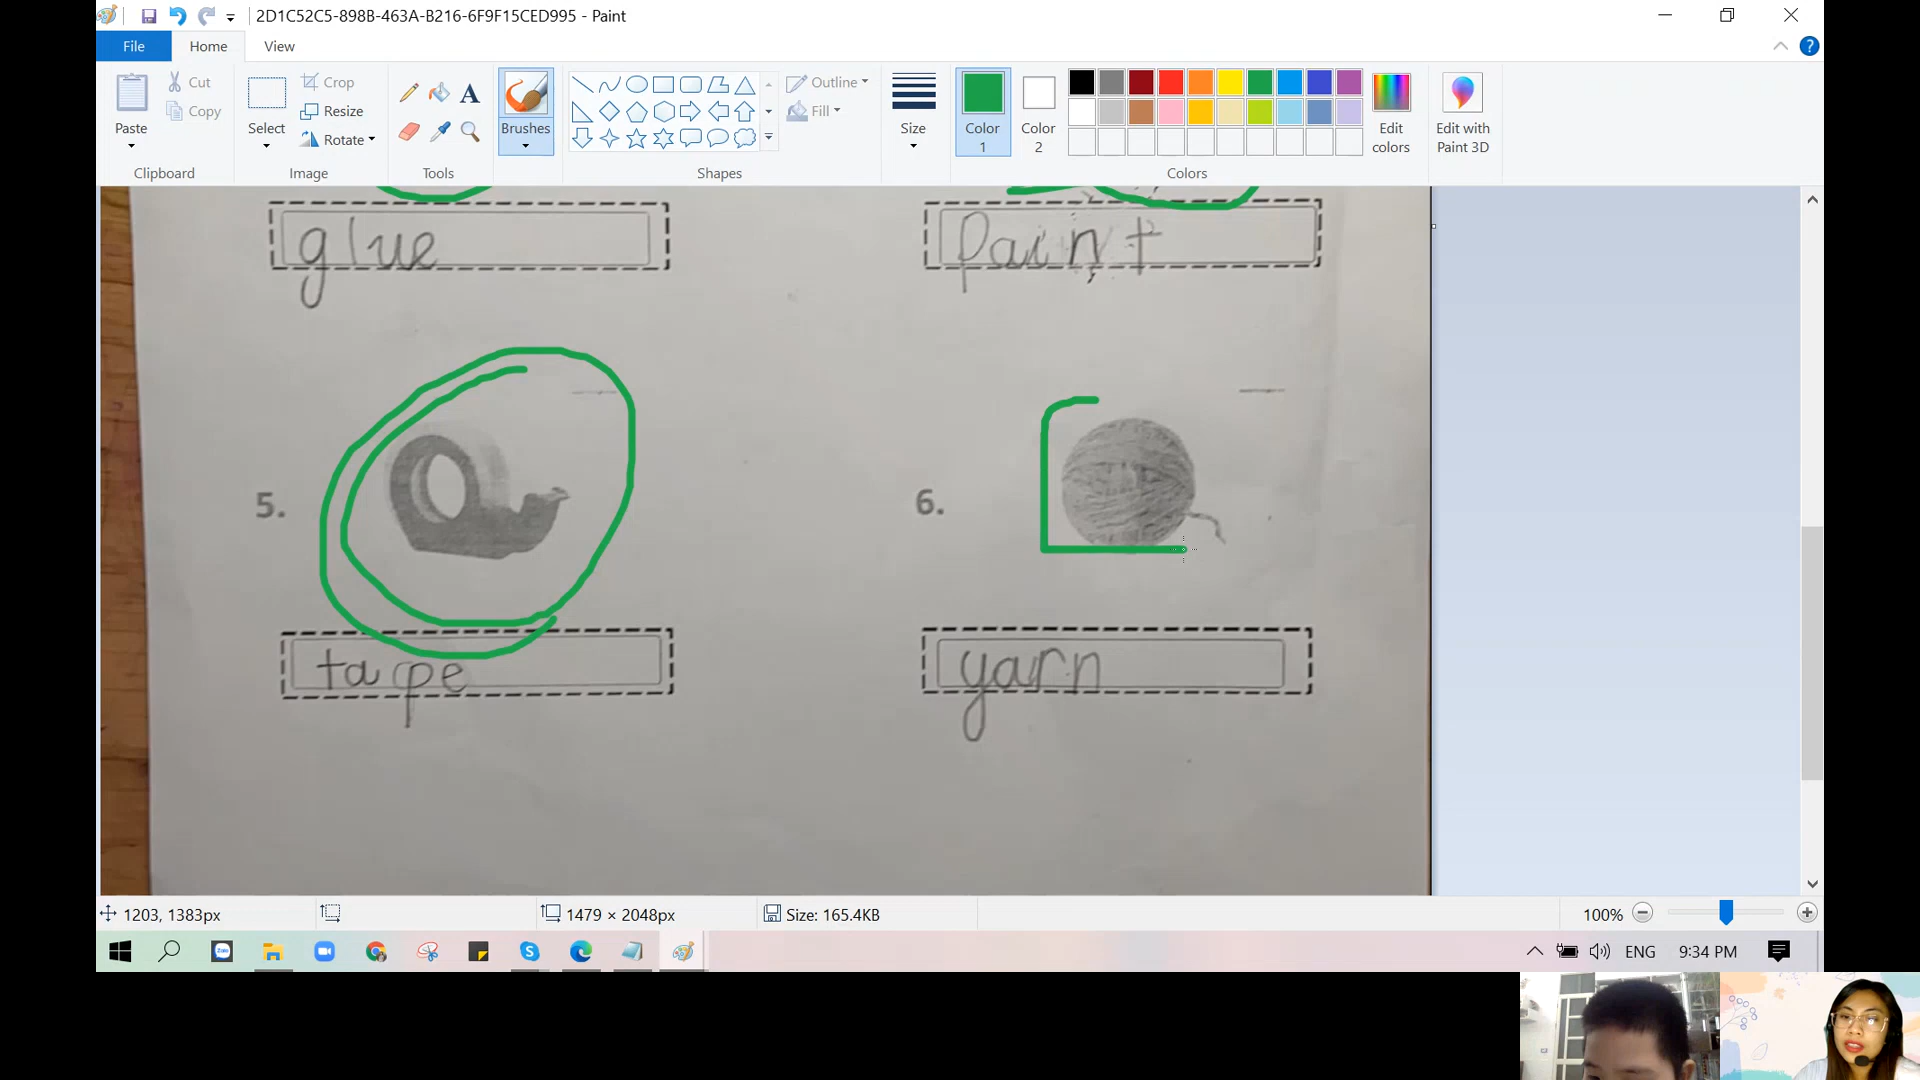 2D1C52C5-898B-463A-B216-6F9F15CED995 - Paint
File Home View
Paste
Cut
Copy
Clipboard
Select
Crop
Resize
Rotate
Image
A
Tools
Brushes
Outline
Fill
Shapes
Size
Color 1
Color 2
Edit colors
Colors
Edit with Paint 3D
glue
Paint
5.
6.
tape
yarn
1203, 1383px
1479 × 2048px
Size: 165.4KB
100%
Zalo
ENG
9:34 PM